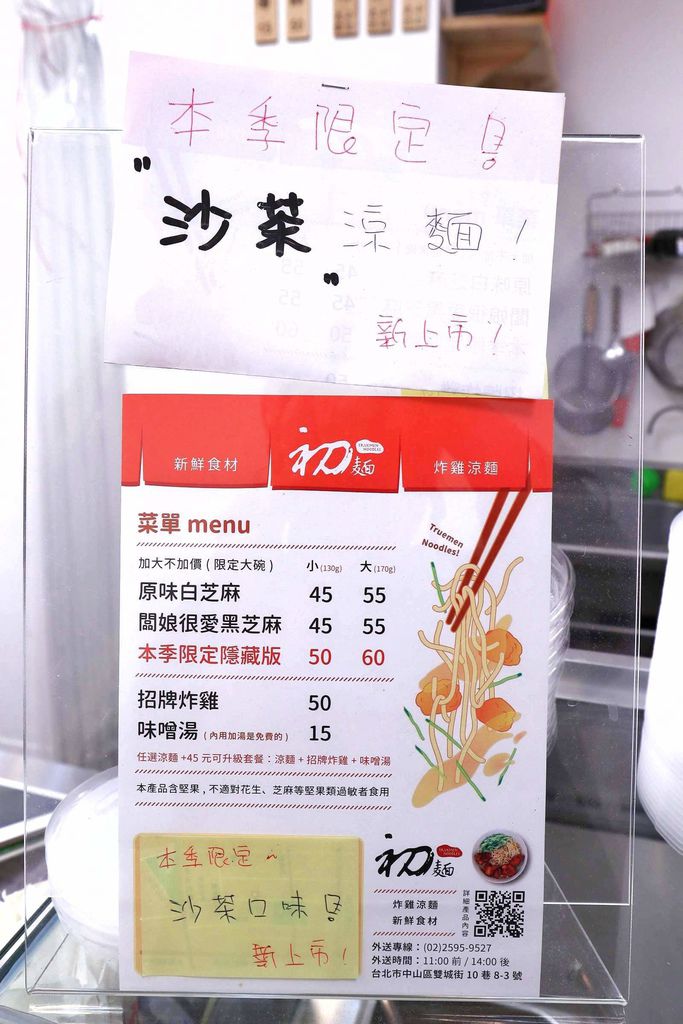 本季限定!
"沙茶涼麵!"
新上市!
新鮮食材
初麵
TRUEMEN NOODLES
炸雞涼麵
菜單 menu
Truemen
Noodles!
加大不加價 ( 限定大碗 ) 小 (130g) 大 (170g)
原味白芝麻 45 55
闆娘很愛黑芝麻 45 55
本季限定隱藏版 50 60
招牌炸雞 50
味噌湯 ( 內用加湯是免費的 ) 15
任選涼麵 +45 元可升級套餐：涼麵 + 招牌炸雞 + 味噌湯
本產品含堅果 , 不適對花生、芝麻等堅果類過敏者食用
本季限定~
沙茶口味!
新上市!
初麵
TRUEMEN NOODLES
炸雞涼麵
新鮮食材
詳細產品內容
外送專線：(02)2595-9527
外送時間：11:00 前 / 14:00 後
台北市中山區雙城街 10 巷 8-3 號